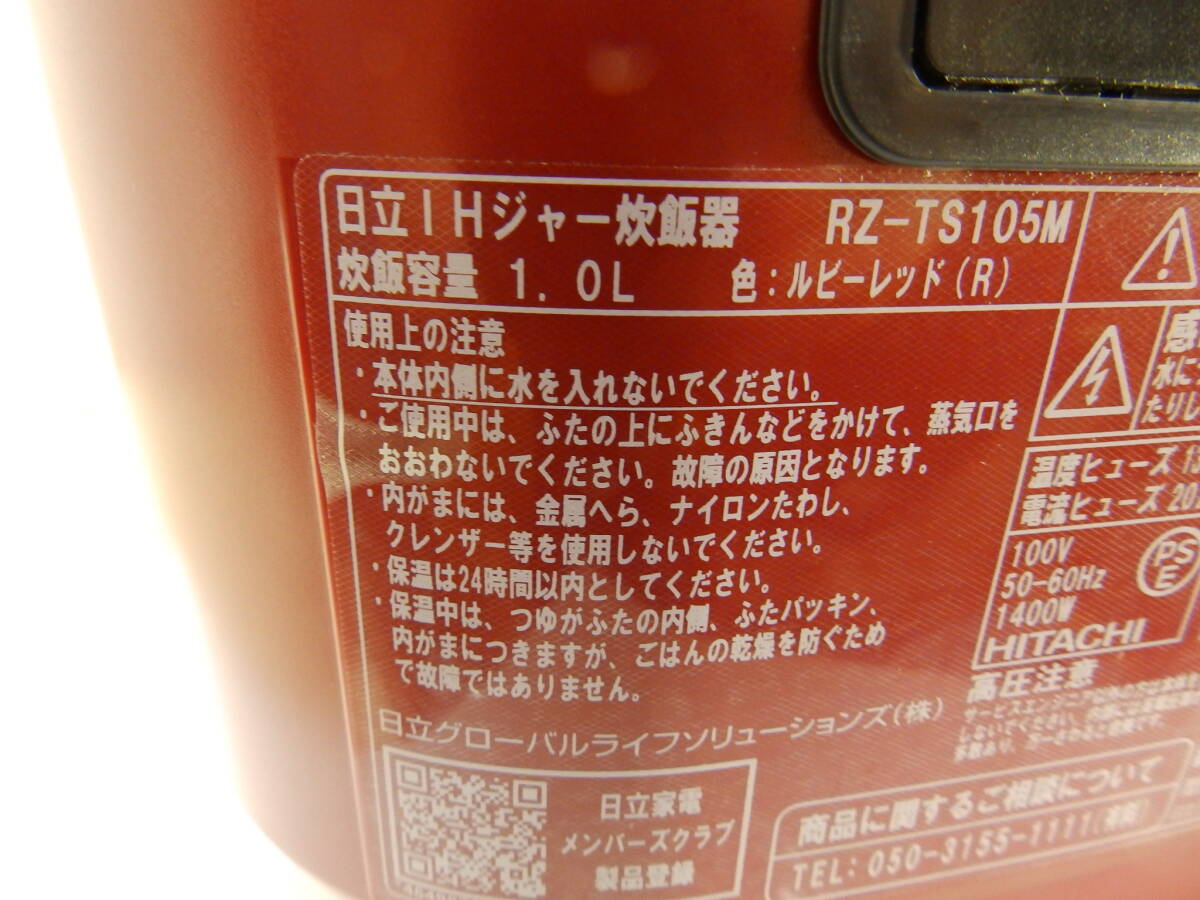 日立IHジャー炊飯器 RZ-TS105M
炊飯容量 1.0L 色:ルビーレッド(R)
使用上の注意
・本体内側に水を入れないでください。
・ご使用中は、ふたの上にふきんなどをかけて、蒸気口を
おおわないでください。故障の原因となります。
・内がまには、金属へら、ナイロンたわし、
クレンザー等を使用しないでください。
・保温は24時間以内としてください。
・保温中は、つゆがふたの内側、ふたパッキン、
内がまにつきますが、ごはんの乾燥を防ぐため
で故障ではありません。
日立グローバルライフソリューションズ(株)
日立家電
メンバーズクラブ
製品登録
感
水に
たりし
温度ヒューズ
電流ヒューズ 20
100V
50-60Hz
1400W
PS
E
HITACHI
高圧注意
商品に関するご相談について
TEL: 050-3155-1111(有料)